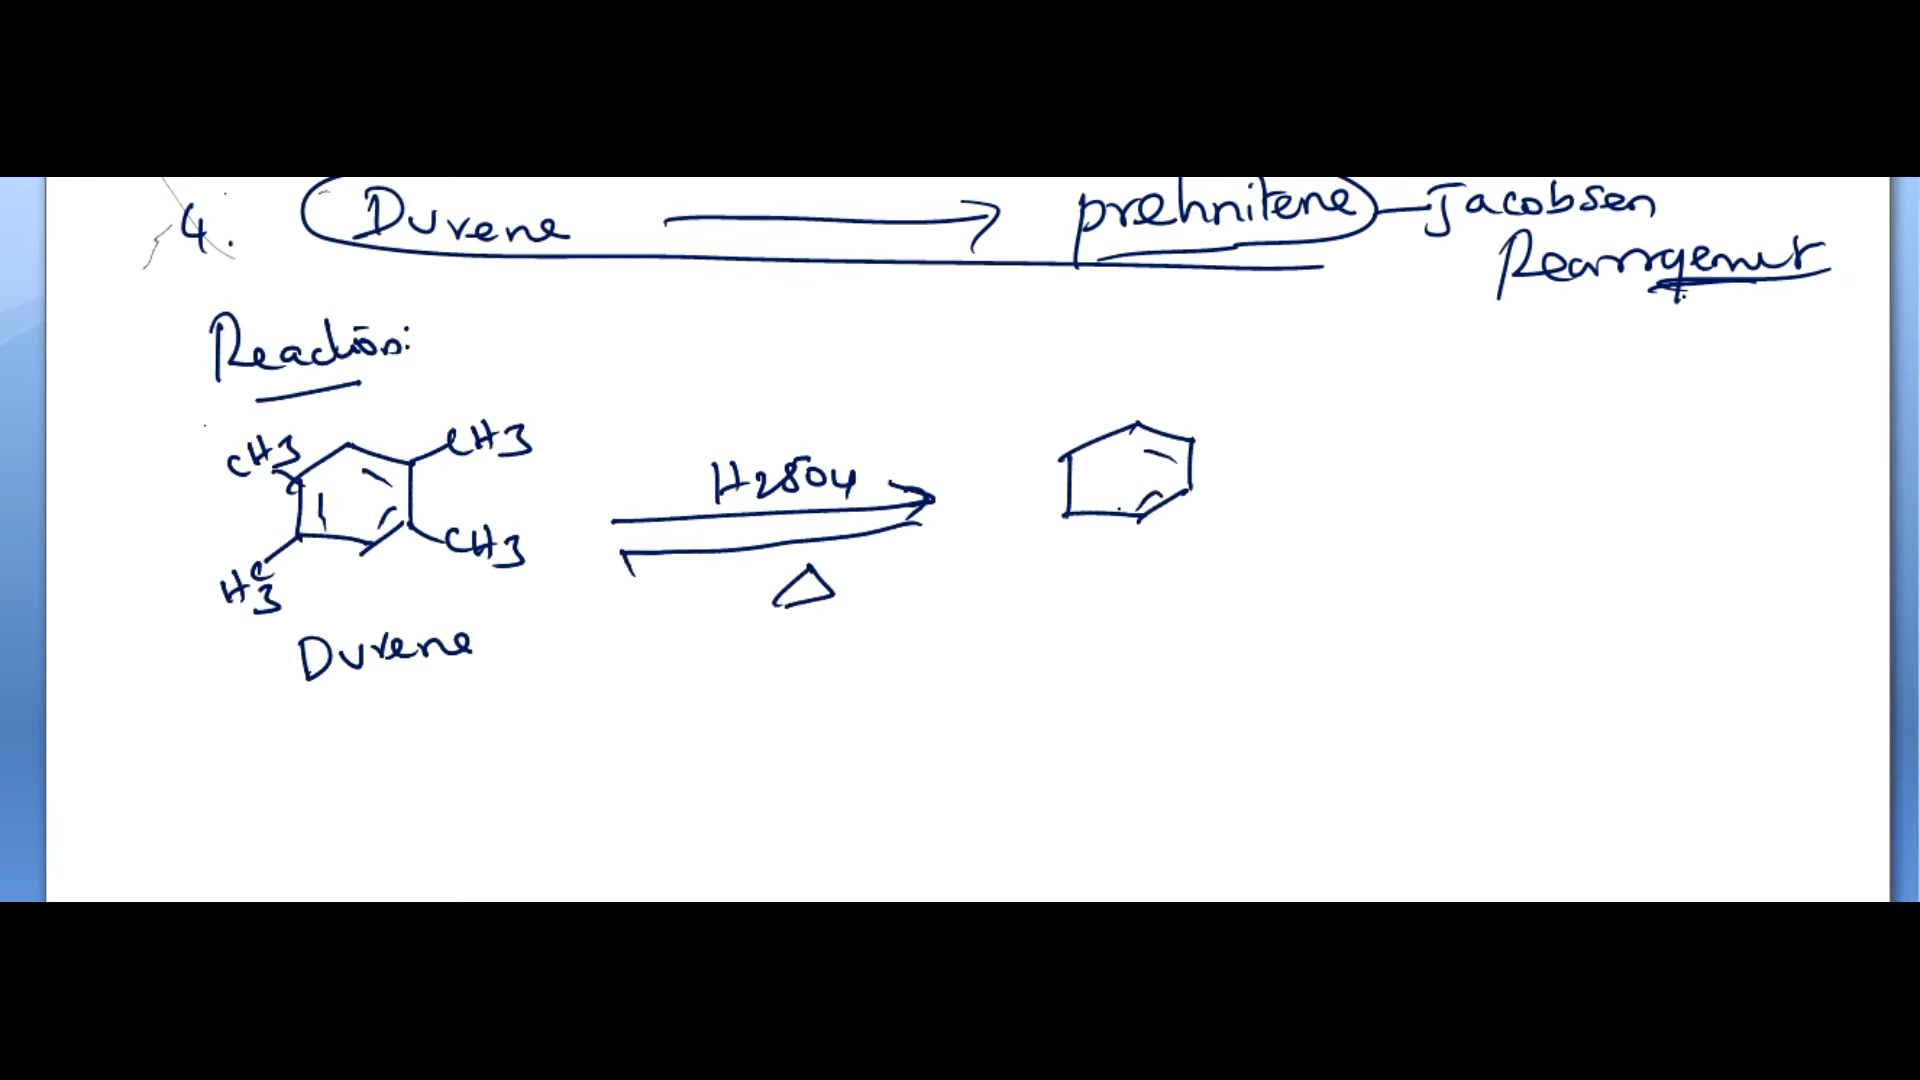 4. Durene → prehnitene - Jacobsen
Rearrgemnt
Reaction:
CH3 CH3
H2SO4
CH3
H3C
Δ
Durene